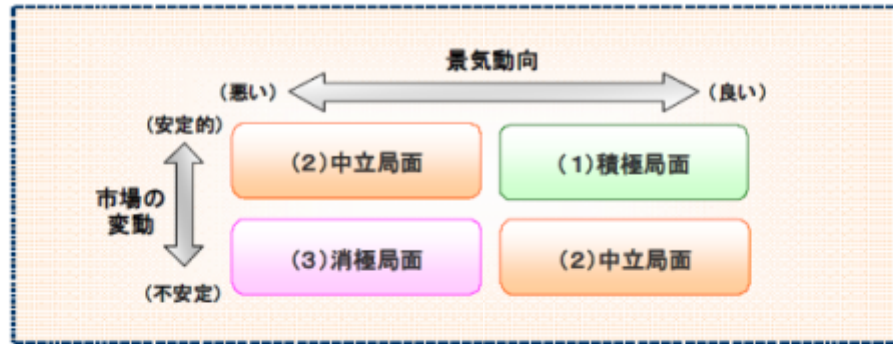 景気動向
（悪い）
（良い）
（安定的）
（2）中立局面
（1）積極局面
市場の
変動
（3）消極局面
（2）中立局面
（不安定）